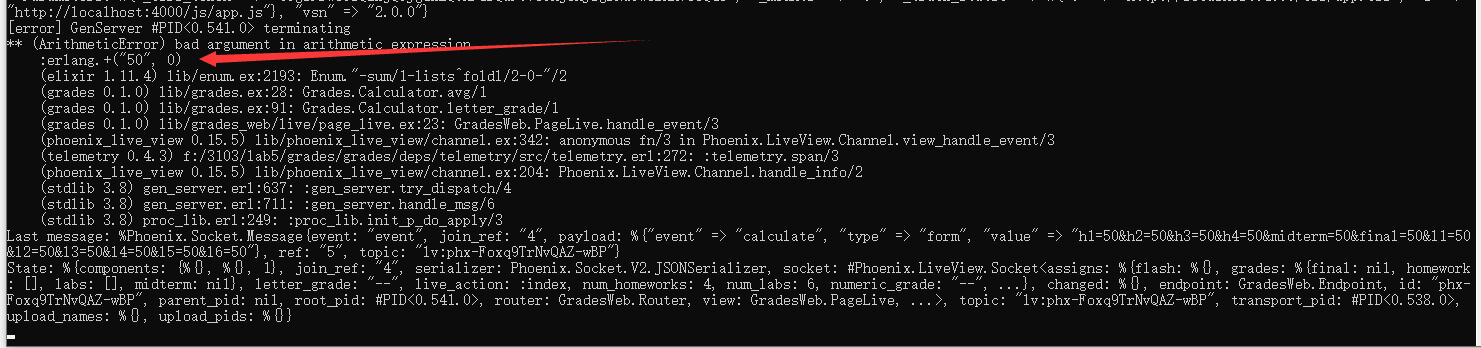 "http://localhost:4000/js/app.js"}, "vsn" => "2.0.0"}
[error] GenServer #PID<0.541.0> terminating
** (ArithmeticError) bad argument in arithmetic expression
    :erlang.+("50", 0)
    (elixir 1.11.4) lib/enum.ex:2193: Enum."-sum/1-lists^foldl/2-0-"/2
    (grades 0.1.0) lib/grades.ex:28: Grades.Calculator.avg/1
    (grades 0.1.0) lib/grades.ex:91: Grades.Calculator.letter_grade/1
    (grades 0.1.0) lib/grades_web/live/page_live.ex:23: GradesWeb.PageLive.handle_event/3
    (phoenix_live_view 0.15.5) lib/phoenix_live_view/channel.ex:342: anonymous fn/3 in Phoenix.LiveView.Channel.view_handle_event/3
    (telemetry 0.4.3) f:/3103/lab5/grades/grades/deps/telemetry/src/telemetry.erl:272: :telemetry.span/3
    (phoenix_live_view 0.15.5) lib/phoenix_live_view/channel.ex:204: Phoenix.LiveView.Channel.handle_info/2
    (stdlib 3.8) gen_server.erl:637: :gen_server.try_dispatch/4
    (stdlib 3.8) gen_server.erl:711: :gen_server.handle_msg/6
    (stdlib 3.8) proc_lib.erl:249: :proc_lib.init_p_do_apply/3
Last message: %Phoenix.Socket.Message{event: "event", join_ref: "4", payload: %{"event" => "calculate", "type" => "form", "value" => "h1=50&h2=50&h3=50&h4=50&midterm=50&final=50&l1=50
&l2=50&l3=50&l4=50&l5=50&l6=50"}, ref: "5", topic: "lv:phx-Foxq9TrNvQAZ-wBP"}
State: %{components: {%{}, %{}, 1}, join_ref: "4", serializer: Phoenix.Socket.V2.JSONSerializer, socket: #Phoenix.LiveView.Socket<assigns: %{flash: %{}, grades: %{final: nil, homework
: [], labs: [], midterm: nil}, letter_grade: "--", live_action: :index, num_homeworks: 4, num_labs: 6, numeric_grade: "--", ...}, changed: %{}, endpoint: GradesWeb.Endpoint, id: "phx-
Foxq9TrNvQAZ-wBP", parent_pid: nil, root_pid: #PID<0.541.0>, router: GradesWeb.Router, view: GradesWeb.PageLive, ...>, topic: "lv:phx-Foxq9TrNvQAZ-wBP", transport_pid: #PID<0.538.0>,
upload_names: %{}, upload_pids: %{}}